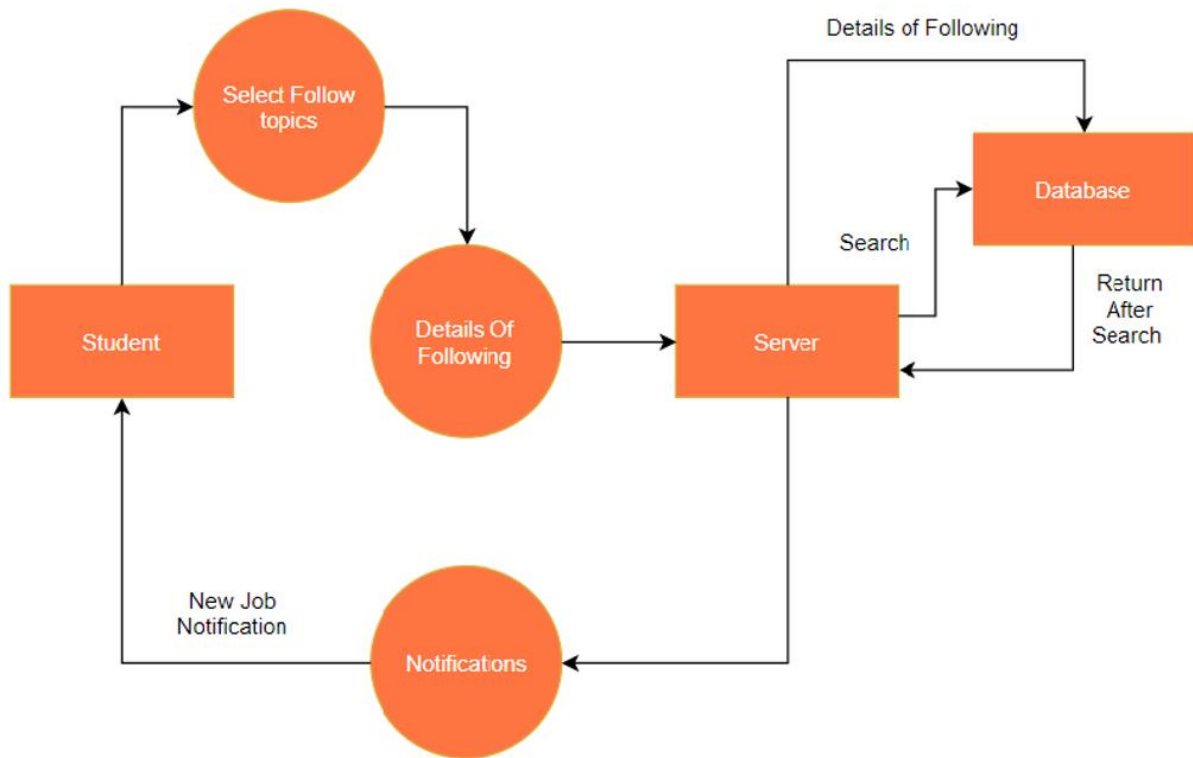 Details of Following
Select Follow
topics
Database
Search
Return
After
Search
Student
Details Of
Following
Server
New Job
Notification
Notifications